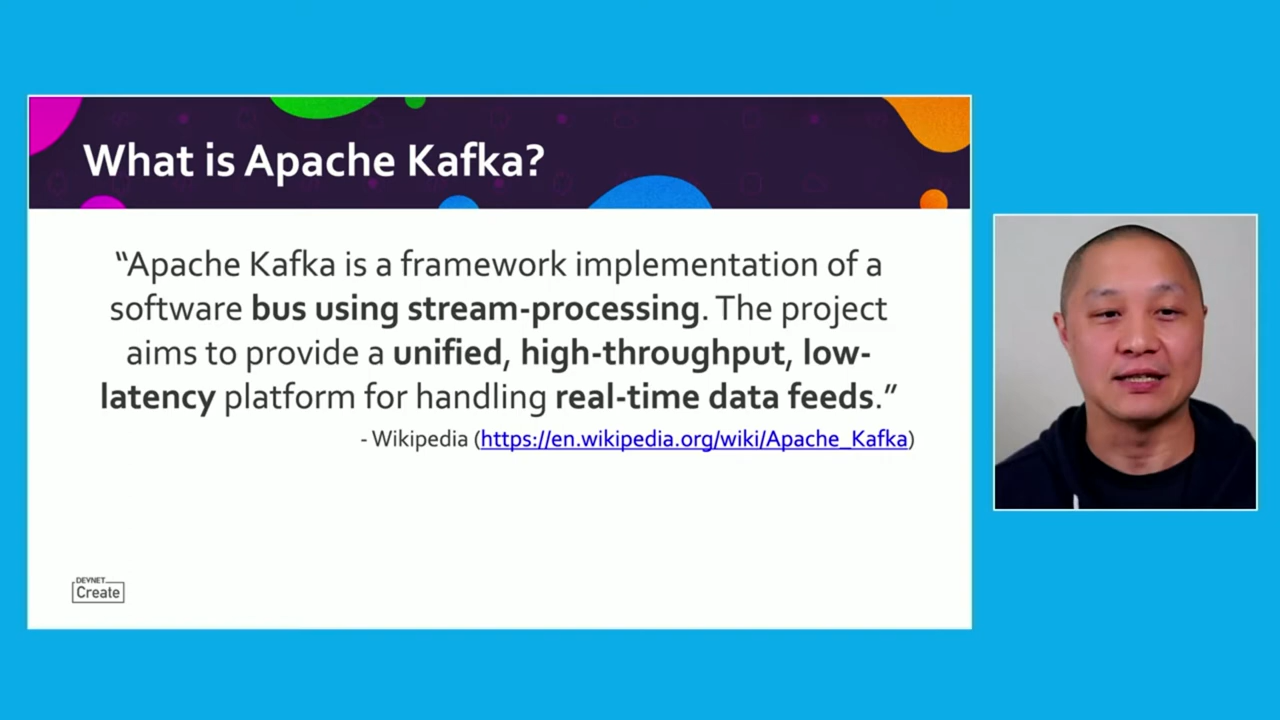 What is Apache Kafka?
“Apache Kafka is a framework implementation of a
software bus using stream-processing. The project
aims to provide a unified, high-throughput, low-
latency platform for handling real-time data feeds.”
- Wikipedia (https://en.wikipedia.org/wiki/Apache_Kafka)
DEVNET
Create